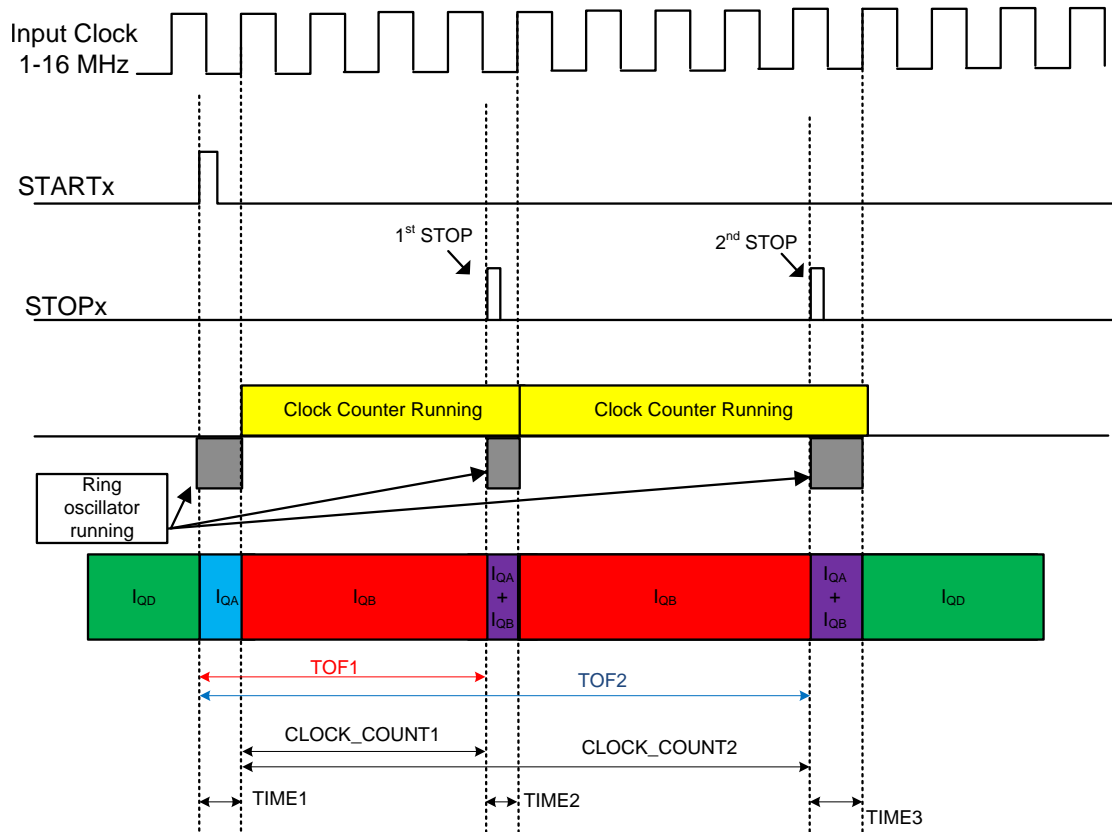 Input Clock
1-16 MHz
STARTx
1st STOP
2nd STOP
STOPx
Clock Counter Running
Clock Counter Running
Ring
oscillator
running
IQD
IQA
IQB
IQA
+
IQB
IQB
IQA
+
IQB
IQD
TOF1
TOF2
CLOCK_COUNT1
CLOCK_COUNT2
TIME1
TIME2
TIME3